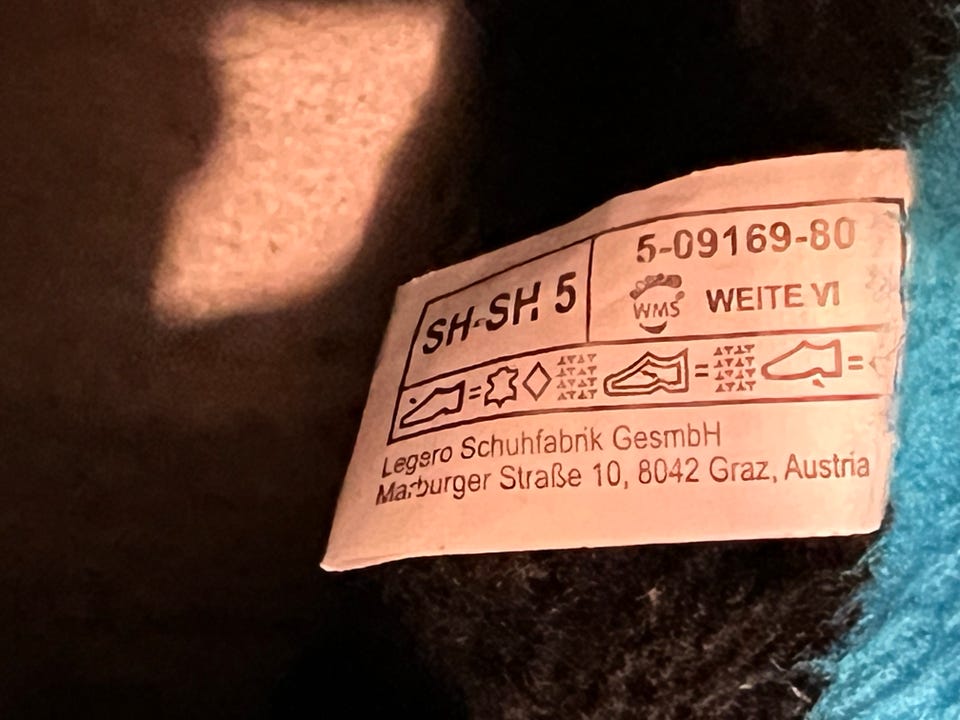 SH-SH 5
5-09169-80
WMS WEITE VI
Legero Schuhfabrik GesmbH
Marburger Straße 10, 8042 Graz, Austria